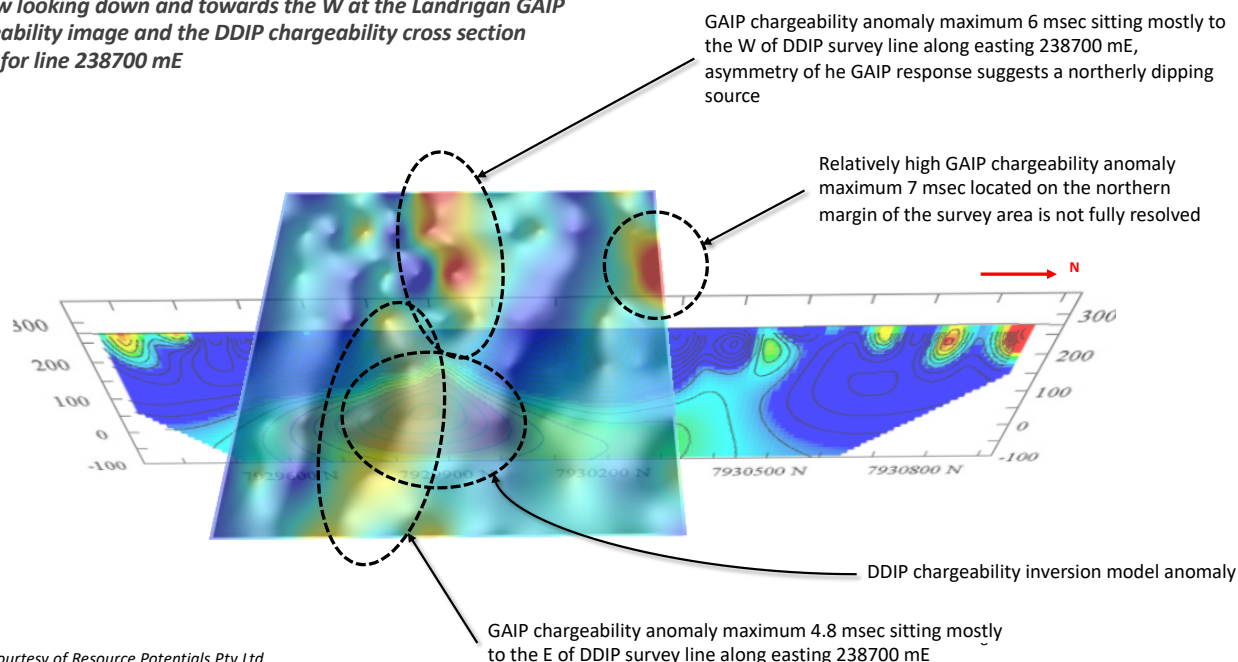 looking down and towards the W at the Landrigan GAIP
image and the DDIP chargeability cross section
for line 238700 mE
GAIP chargeability anomaly maximum 6 msec sitting mostly to
the W of DDIP survey line along easting 238700 mE,
asymmetry of he GAIP response suggests a northerly dipping
source
Relatively high GAIP chargeability anomaly
maximum 7 msec located on the northern
margin of the survey area is not fully resolved
N
300
200
100
0
-100
300
200
100
0
-100
7929600 N
7929900 N
7930200 N
7930500 N
7930800 N
DDIP chargeability inversion model anomaly
GAIP chargeability anomaly maximum 4.8 msec sitting mostly
to the E of DDIP survey line along easting 238700 mE
of Resource Potentials Pty Ltd